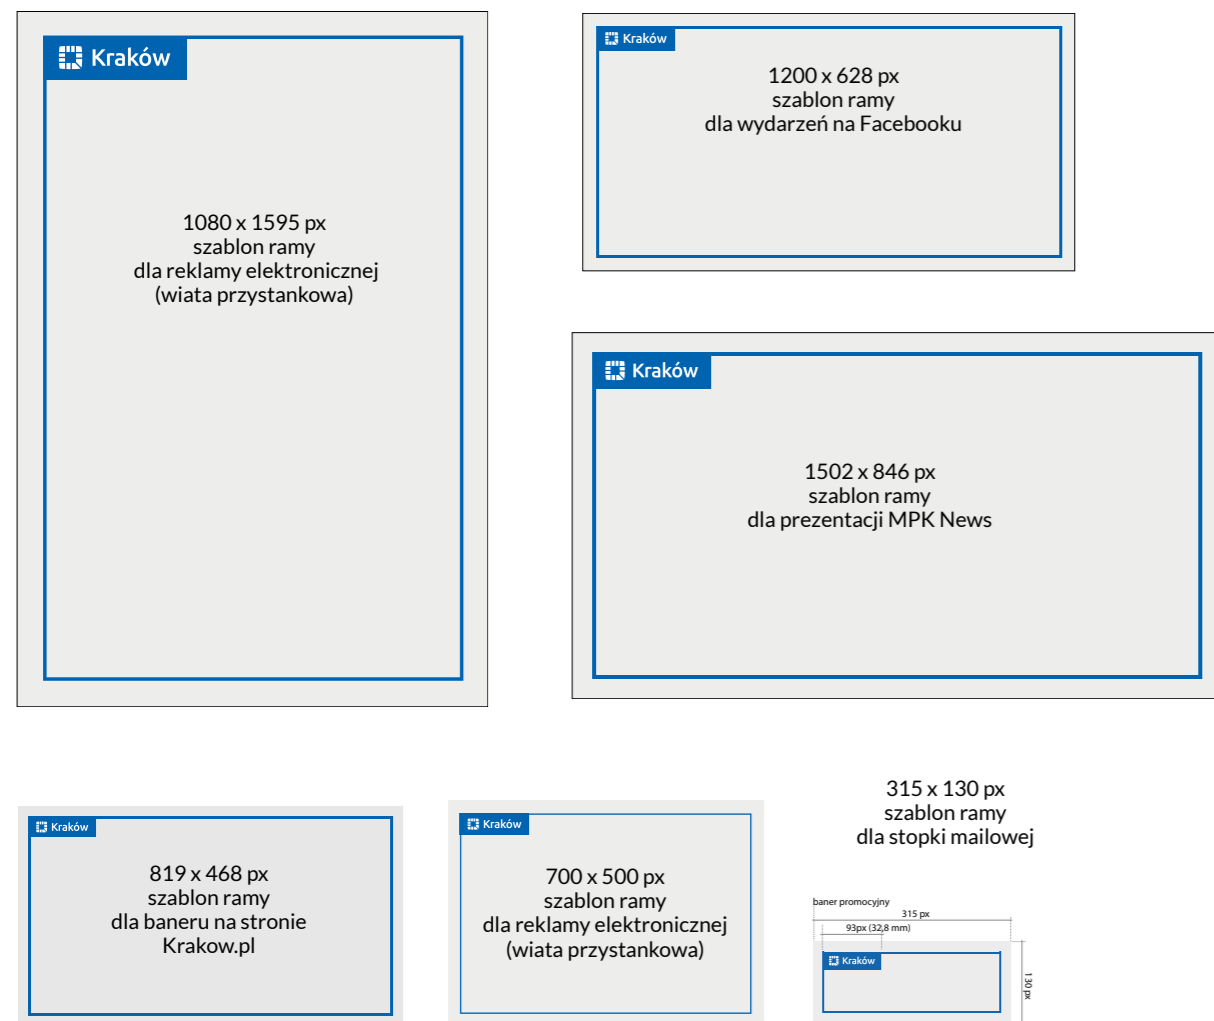 Kraków
1080 x 1595 px
szablon ramy
dla reklamy elektronicznej
(wiata przystankowa)
Kraków
1200 x 628 px
szablon ramy
dla wydarzeń na Facebooku
Kraków
1502 x 846 px
szablon ramy
dla prezentacji MPK News
Kraków
819 x 468 px
szablon ramy
dla baneru na stronie
Krakow.pl
Kraków
700 x 500 px
szablon ramy
dla reklamy elektronicznej
(wiata przystankowa)
315 x 130 px
szablon ramy
dla stopki mailowej
baner promocyjny
315 px
93px (32,8 mm)
Kraków
130 px